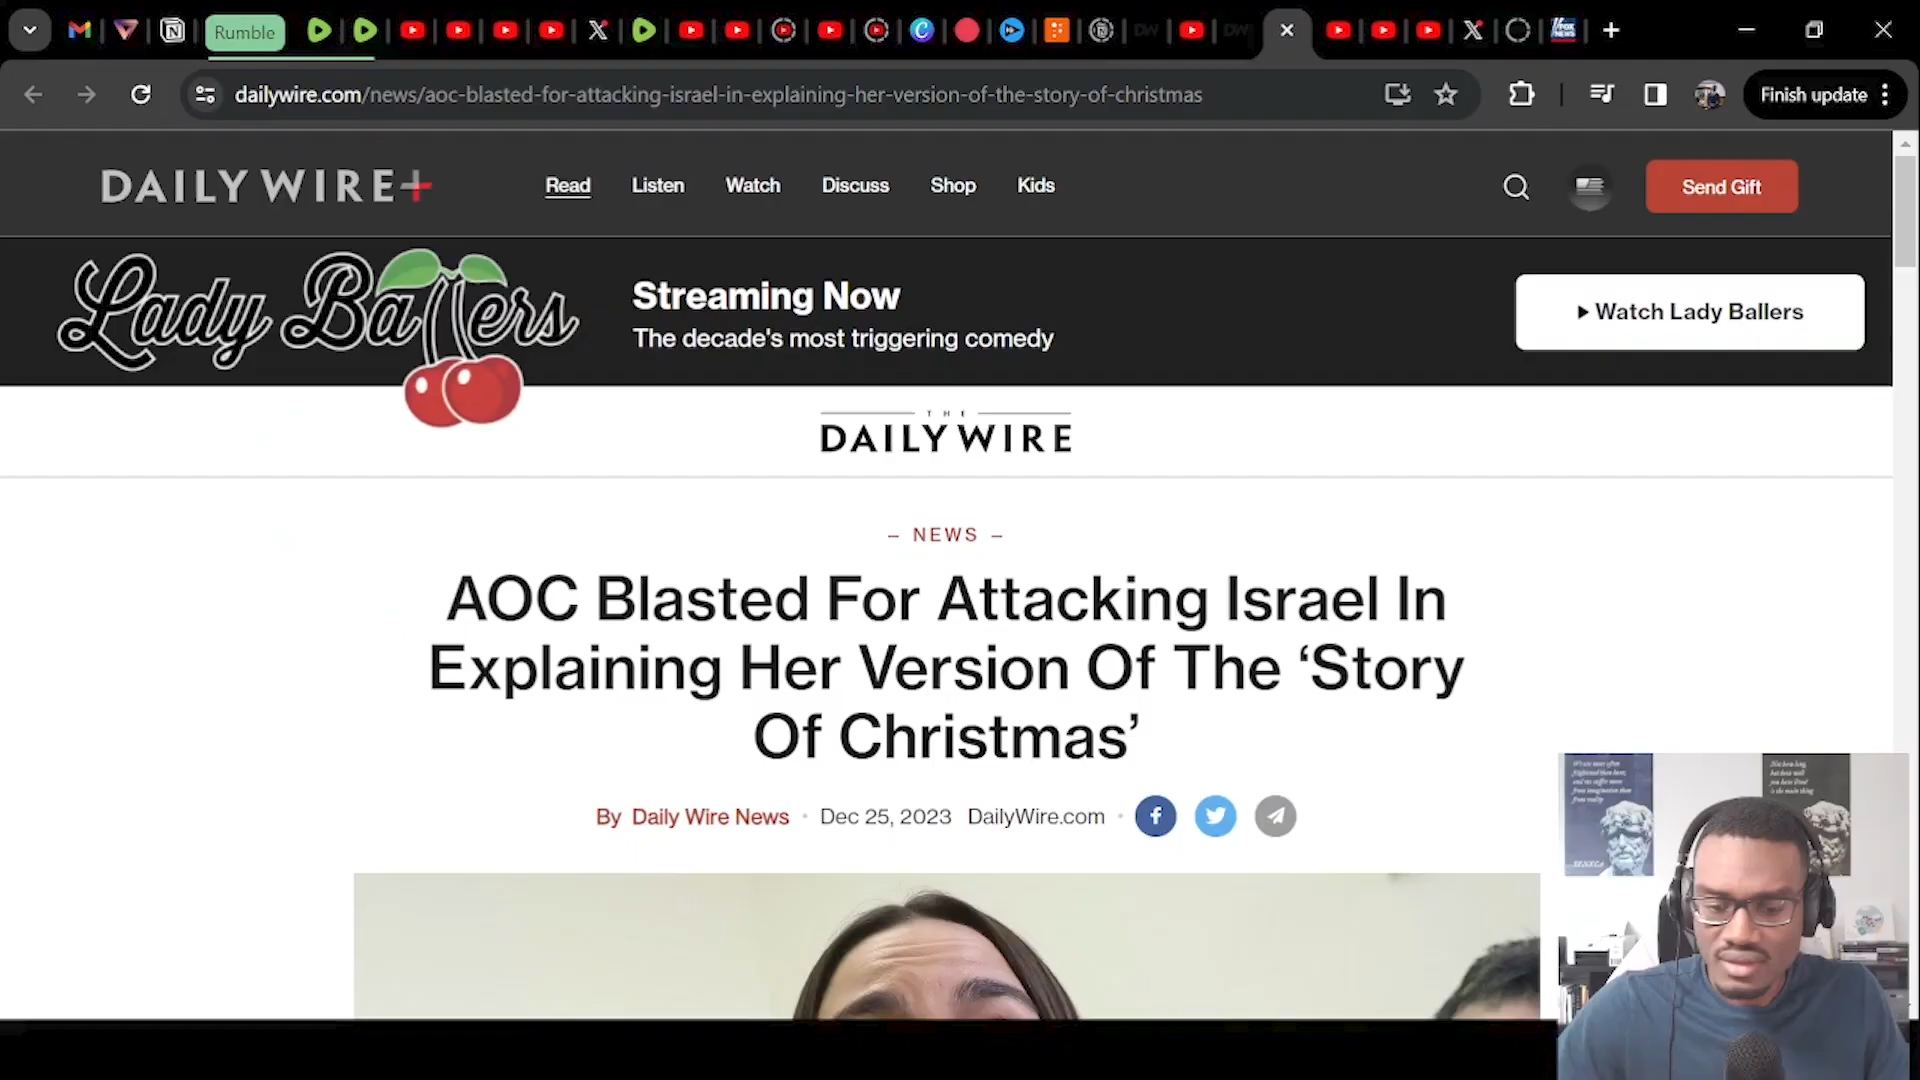 Rumble
dailywire.com/news/aoc-blasted-for-attacking-israel-in-explaining-her-version-of-the-story-of-christmas
Finish update
DAILY WIRE+
Read
Listen
Watch
Discuss
Shop
Kids
Send Gift
Lady Ballers
Streaming Now
The decade's most triggering comedy
Watch Lady Ballers
THE
DAILY WIRE
– NEWS –
AOC Blasted For Attacking Israel In
Explaining Her Version Of The ‘Story
Of Christmas’
By Daily Wire News • Dec 25, 2023 DailyWire.com •
SENECA